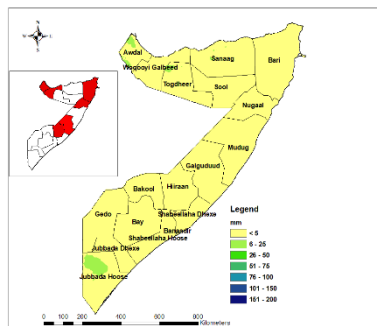 N
W E
S
Awdal
Woqooyi Galbeed
Sanaag
Bari
Togdheer
Sool
Nugaal
Mudug
Galguduud
Hiiraan
Bakool
Gedo
Bay
Shabeellaha Dhexe
Banaadir
Shabeellaha Hoose
Jubbada Dhexe
Jubbada Hoose
Legend
mm
< 5
6 - 25
26 - 50
51 - 75
76 - 100
101 - 150
151 - 200
0 100 200 400 600 800
Kilometers